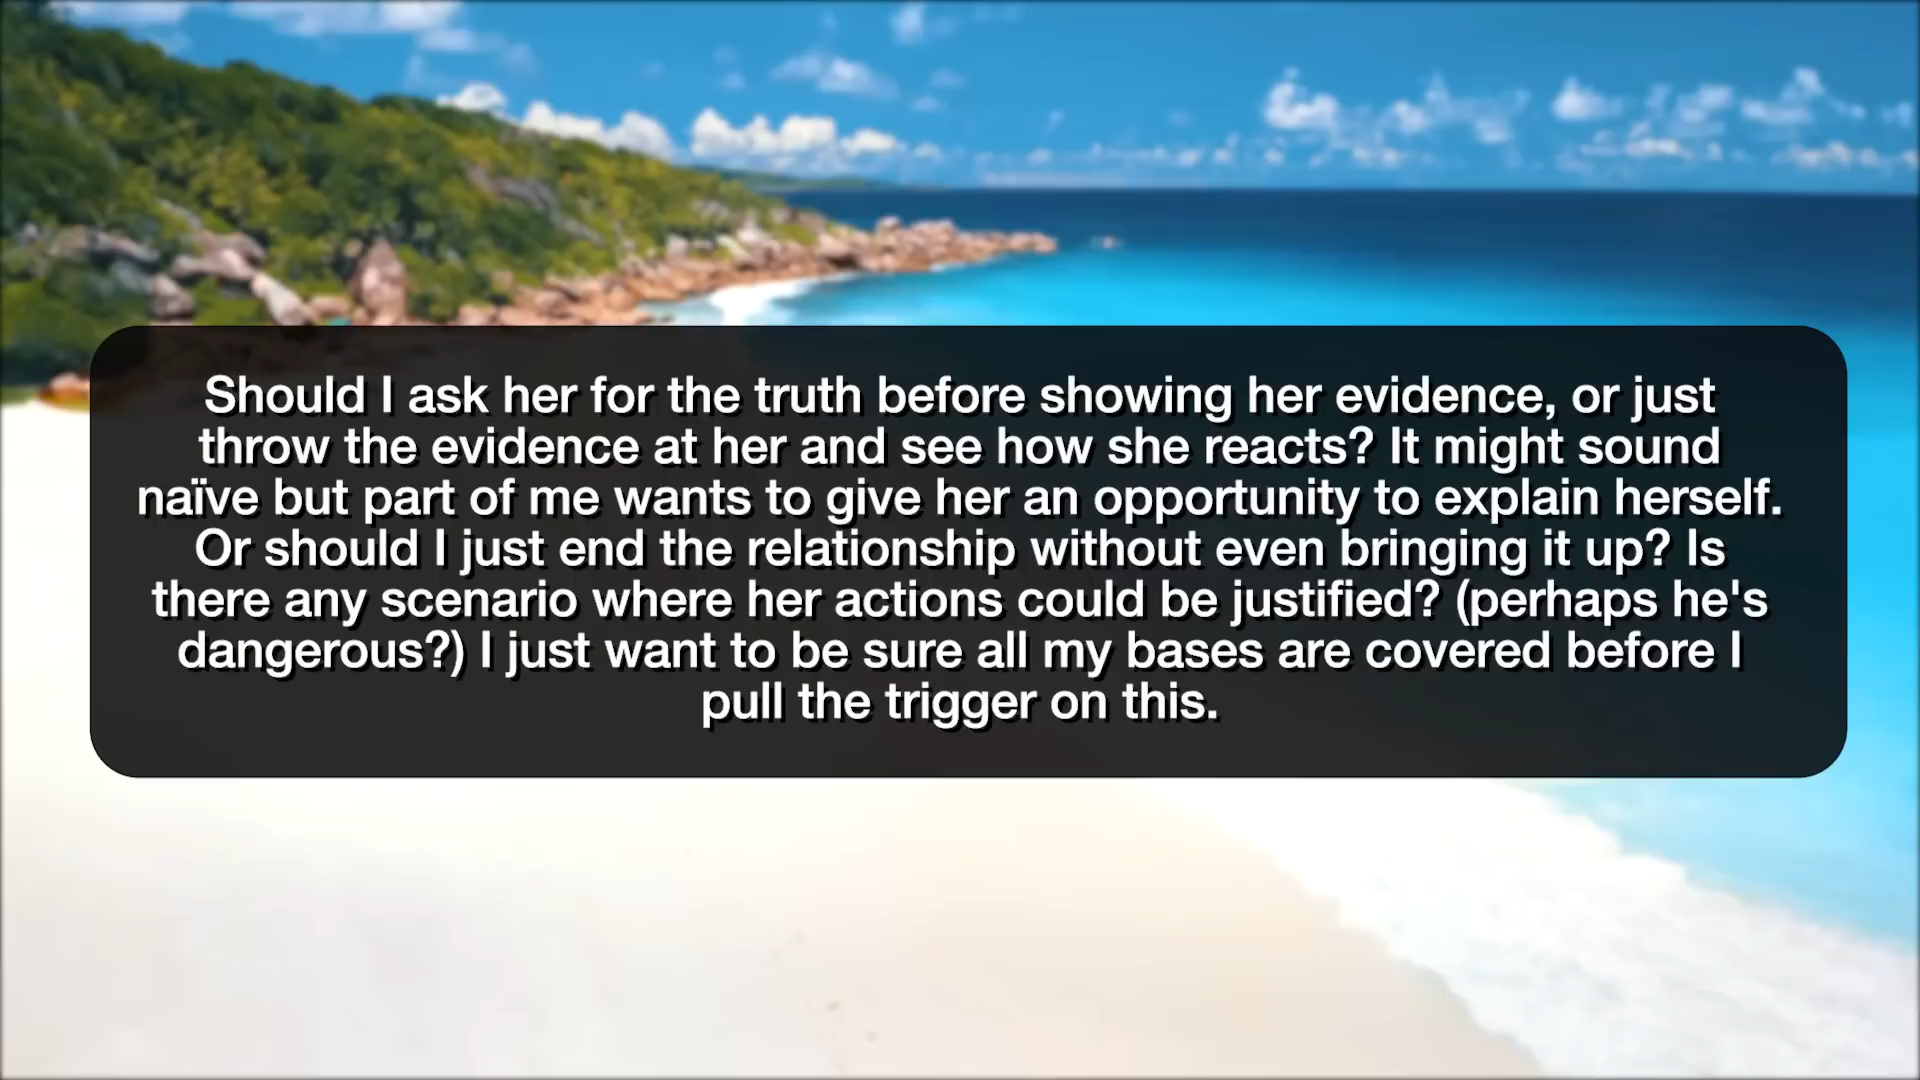 Should I ask her for the truth before showing her evidence, or just
throw the evidence at her and see how she reacts? It might sound
naïve but part of me wants to give her an opportunity to explain herself.
Or should I just end the relationship without even bringing it up? Is
there any scenario where her actions could be justified? (perhaps he's
dangerous?) I just want to be sure all my bases are covered before I
pull the trigger on this.